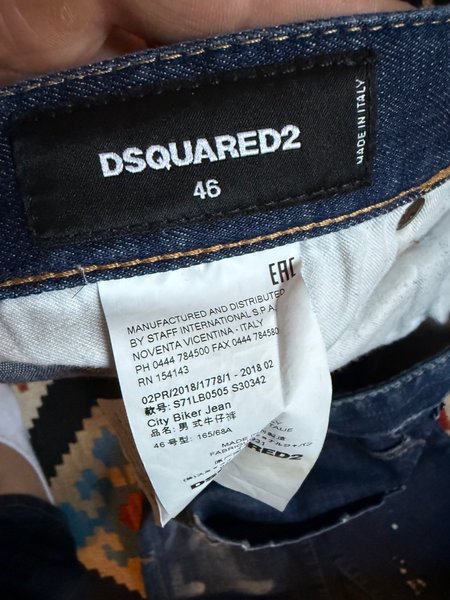 DSQUARED2
46
MADE IN ITALY
EAC
MANUFACTURED AND DISTRIBUTED
BY STAFF INTERNATIONAL S.P.A.
NOVENTA VICENTINA - ITALY
PH 0444 784500 FAX 0444 784580
RN 154143
02PR/2018/1778/1 - 2018 02
款号: S71LB0505 S30342
City Biker Jean
品名: 男式牛仔裤
46 号型: 165/68A
MADE
FABRI